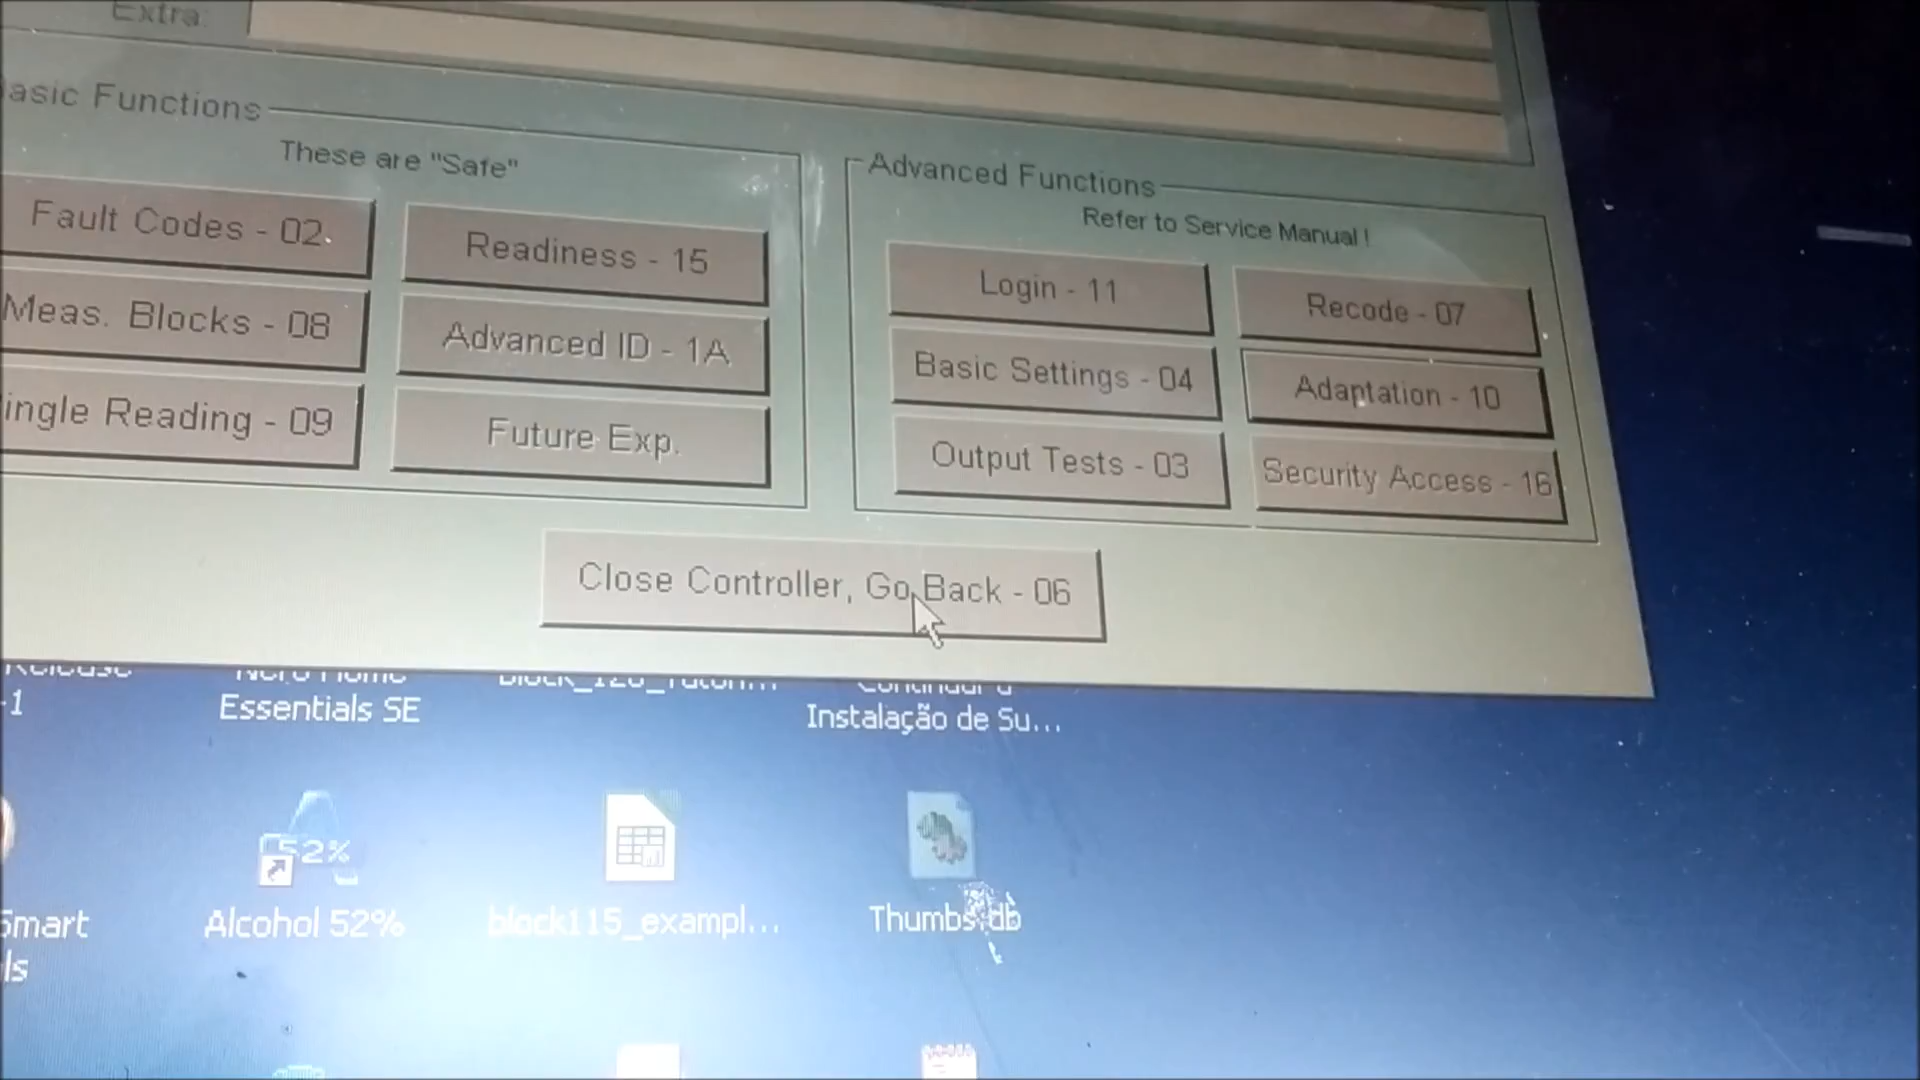 Extra:
asic Functions
These are "Safe"
Fault Codes - 02
Readiness - 15
Meas. Blocks - 08
Advanced ID - 1A
ingle Reading - 09
Future Exp.
Advanced Functions
Refer to Service Manual !
Login - 11
Recode - 07
Basic Settings - 04
Adaptation - 10
Output Tests - 03
Security Access - 16
Close Controller, Go Back - 06
-1
Essentials SE
Instalação de Su...
Smart
ls
52%
Alcohol 52%
block115_exampl...
Thumbs.db